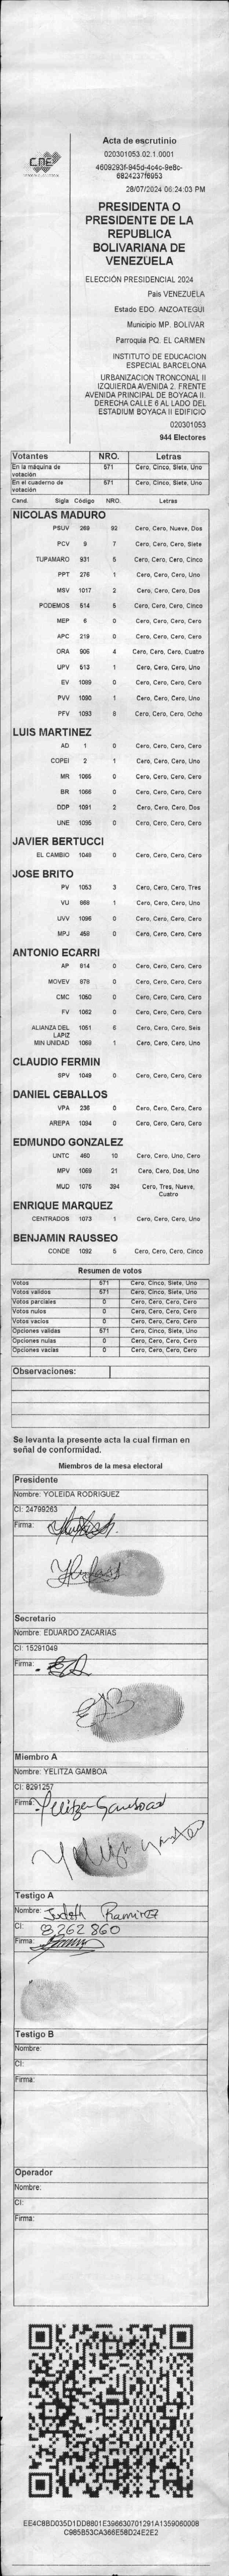 CNE
Acta de escrutinio
020301053.02.1.0001
28/07/2024 06:24:03 PM
PRESIDENTA O
PRESIDENTE DE LA
REPUBLICA
BOLIVARIANA DE
VENEZUELA
ELECCIÓN PRESIDENCIAL 2024
País VENEZUELA
Estado EDO. ANZOATEGUI
Municipio MP. BOLIVAR
Parroquia PQ. EL CARMEN
INSTITUTO DE EDUCACION
ESPECIAL BARCELONA
URBANIZACION TRONCONAL II
IZQUIERDA AVENIDA 2. FRENTE
AVENIDA PRINCIPAL DE BOYACA II.
DERECHA CALLE 6 AL LADO DEL
ESTADIUM BOYACA II EDIFICIO
020301053
944 Electores
Votantes NRO. Letras
En la máquina de votación 571 Cero, Cinco, Siete, Uno
En el cuaderno de votación 571 Cero, Cinco, Siete, Uno
Cand. Sigla Código NRO. Letras
NICOLAS MADURO
PSUV 269 92 Cero, Cero, Nueve, Dos
PCV 9 7 Cero, Cero, Cero, Siete
TUPAMARO 931 5 Cero, Cero, Cero, Cinco
PPT 276 1 Cero, Cero, Cero, Uno
MSV 1017 2 Cero, Cero, Cero, Dos
PODEMOS 514 5 Cero, Cero, Cero, Cinco
MEP 6 0 Cero, Cero, Cero, Cero
APC 219 0 Cero, Cero, Cero, Cero
ORA 906 4 Cero, Cero, Cero, Cuatro
UPV 513 1 Cero, Cero, Cero, Uno
EV 1089 0 Cero, Cero, Cero, Cero
PVV 1090 1 Cero, Cero, Cero, Uno
PFV 1093 8 Cero, Cero, Cero, Ocho
LUIS MARTINEZ
AD 1 0 Cero, Cero, Cero, Cero
COPEI 2 1 Cero, Cero, Cero, Uno
MR 1065 0 Cero, Cero, Cero, Cero
BR 1066 0 Cero, Cero, Cero, Cero
DDP 1091 2 Cero, Cero, Cero, Dos
UNE 1095 0 Cero, Cero, Cero, Cero
JAVIER BERTUCCI
EL CAMBIO 1048 0 Cero, Cero, Cero, Cero
JOSE BRITO
PV 1053 3 Cero, Cero, Cero, Tres
VU 868 1 Cero, Cero, Cero, Uno
UVV 1096 0 Cero, Cero, Cero, Cero
MPJ 458 0 Cero, Cero, Cero, Cero
ANTONIO ECARRI
AP 914 0 Cero, Cero, Cero, Cero
MOVEV 979 0 Cero, Cero, Cero, Cero
CMC 1050 0 Cero, Cero, Cero, Cero
FV 1062 0 Cero, Cero, Cero, Cero
ALIANZA DEL LAPIZ 1051 6 Cero, Cero, Cero, Seis
MIN UNIDAD 1068 1 Cero, Cero, Cero, Uno
CLAUDIO FERMIN
SPV 1049 0 Cero, Cero, Cero, Cero
DANIEL CEBALLOS
VPA 236 0 Cero, Cero, Cero, Cero
AREPA 1094 0 Cero, Cero, Cero, Cero
EDMUNDO GONZALEZ
UNTC 460 10 Cero, Cero, Uno, Cero
MPV 1069 21 Cero, Cero, Dos, Uno
MUD 1075 394 Cero, Tres, Nueve, Cuatro
ENRIQUE MARQUEZ
CENTRADOS 1073 1 Cero, Cero, Cero, Uno
BENJAMIN RAUSSEO
CONDE 1092 5 Cero, Cero, Cero, Cinco
Resumen de votos
Votos 571 Cero, Cinco, Siete, Uno
Votos validos 571 Cero, Cinco, Siete, Uno
Votos parciales 0 Cero, Cero, Cero, Cero
Votos nulos 0 Cero, Cero, Cero, Cero
Votos vacios 0 Cero, Cero, Cero, Cero
Opciones validas 571 Cero, Cinco, Siete, Uno
Opciones nulas 0 Cero, Cero, Cero, Cero
Opciones vacias 0 Cero, Cero, Cero, Cero
Observaciones:
Se levanta la presente acta la cual firman en
señal de conformidad.
Miembros de la mesa electoral
Presidente
Nombre: YOLEIDA RODRIGUEZ
CI: 24799263
Firma:
Secretario
Nombre: EDUARDO ZACARIAS
CI: 15291049
Firma:
Miembro A
Nombre: YELITZA GAMBOA
CI: 8291257
Firma: Yelitza Gamboa
Testigo A
Nombre: Judeth Ramirez
CI: 8262860
Firma:
Testigo B
Nombre:
CI:
Firma:
Operador
Nombre:
CI:
Firma: